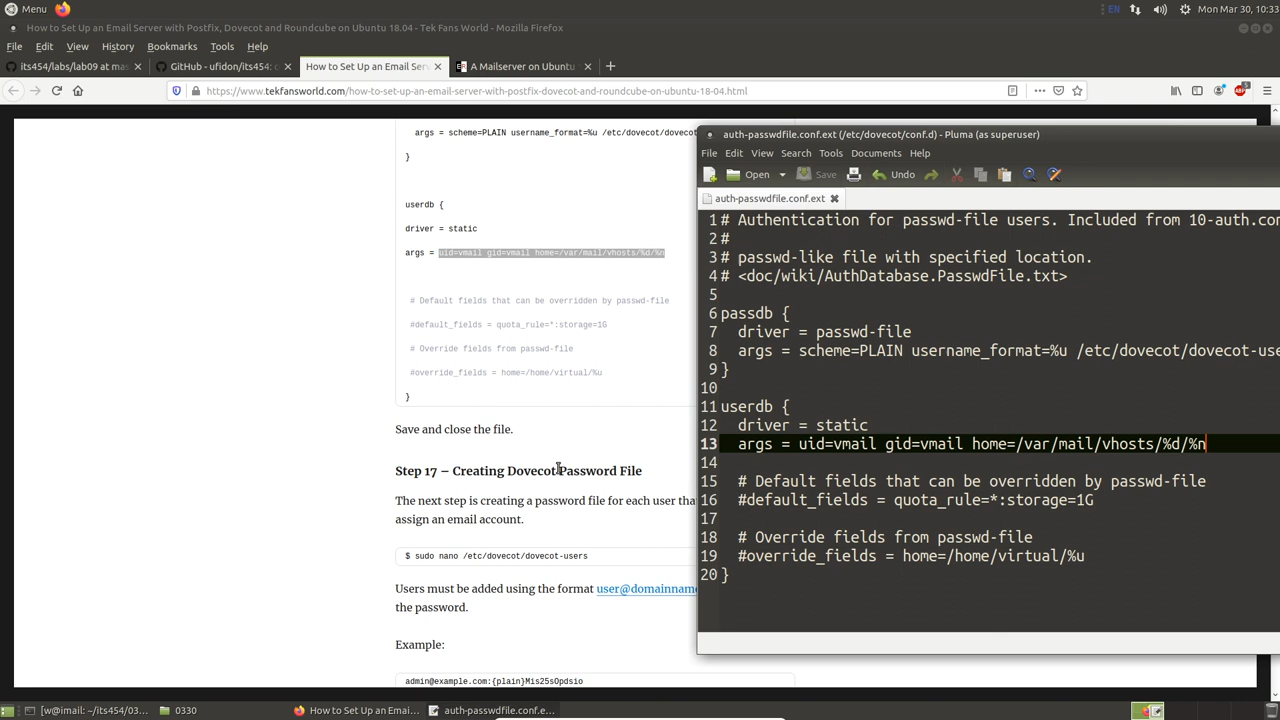 Menu
EN
Mon Mar 30, 10:33
How to Set Up an Email Server with Postfix, Dovecot and Roundcube on Ubuntu 18.04 - Tek Fans World - Mozilla Firefox
File Edit View History Bookmarks Tools Help
its454/labs/lab09 at mas
GitHub - ufidon/its454: c
How to Set Up an Email Serv
A Mailserver on Ubuntu
https://www.tekfansworld.com/how-to-set-up-an-email-server-with-postfix-dovecot-and-roundcube-on-ubuntu-18-04.html
args = scheme=PLAIN username_format=%u /etc/dovecot/dovecot
}
userdb {
driver = static
args = uid=vmail gid=vmail home=/var/mail/vhosts/%d/%n
# Default fields that can be overridden by passwd-file
#default_fields = quota_rule=*:storage=1G
# Override fields from passwd-file
#override_fields = home=/home/virtual/%u
}
Save and close the file.
Step 17 – Creating Dovecot Password File
The next step is creating a password file for each user tha
assign an email account.
$ sudo nano /etc/dovecot/dovecot-users
Users must be added using the format user@domainname
the password.
Example:
admin@example.com:{plain}Mis25sOpdsio
auth-passwdfile.conf.ext (/etc/dovecot/conf.d) - Pluma (as superuser)
File Edit View Search Tools Documents Help
Open Save Undo
auth-passwdfile.conf.ext
1 # Authentication for passwd-file users. Included from 10-auth.con
2 #
3 # passwd-like file with specified location.
4 # <doc/wiki/AuthDatabase.PasswdFile.txt>
5
6 passdb {
7 driver = passwd-file
8 args = scheme=PLAIN username_format=%u /etc/dovecot/dovecot-use
9 }
10
11 userdb {
12 driver = static
13 args = uid=vmail gid=vmail home=/var/mail/vhosts/%d/%n
14
15 # Default fields that can be overridden by passwd-file
16 #default_fields = quota_rule=*:storage=1G
17
18 # Override fields from passwd-file
19 #override_fields = home=/home/virtual/%u
20 }
[w@imail: ~/its454/03...
0330
How to Set Up an Emai...
auth-passwdfile.conf.e...